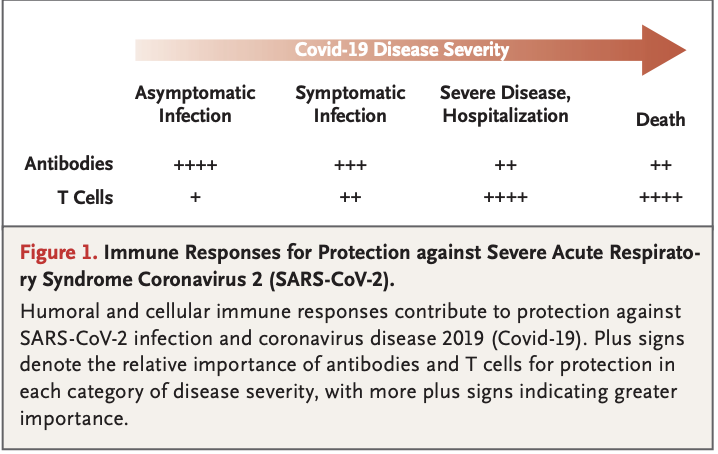 Covid-19 Disease Severity
Asymptomatic Infection
Symptomatic Infection
Severe Disease, Hospitalization
Death
Antibodies ++++ +++ ++ ++
T Cells + ++ ++++ ++++
Figure 1. Immune Responses for Protection against Severe Acute Respirato-
ry Syndrome Coronavirus 2 (SARS-CoV-2).
Humoral and cellular immune responses contribute to protection against
SARS-CoV-2 infection and coronavirus disease 2019 (Covid-19). Plus signs
denote the relative importance of antibodies and T cells for protection in
each category of disease severity, with more plus signs indicating greater
importance.